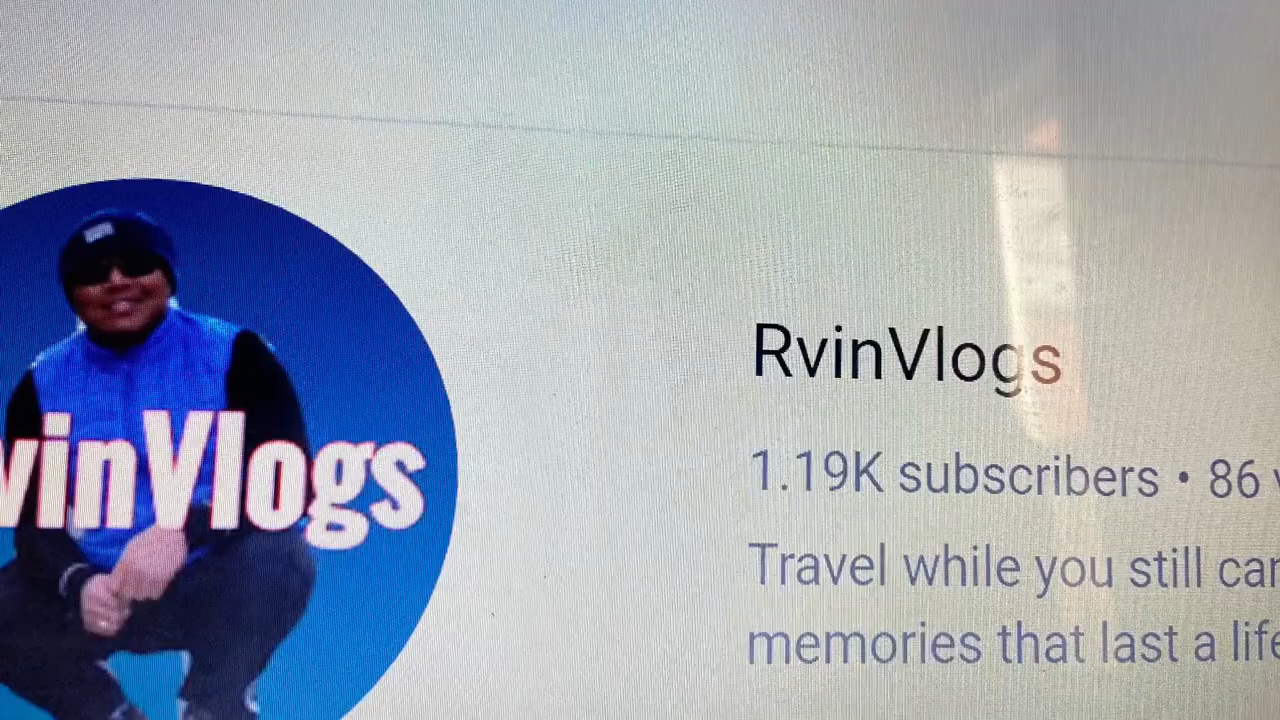 RvinVlogs
vinVlogs
1.19K subscribers • 86
Travel while you still
memories that last a